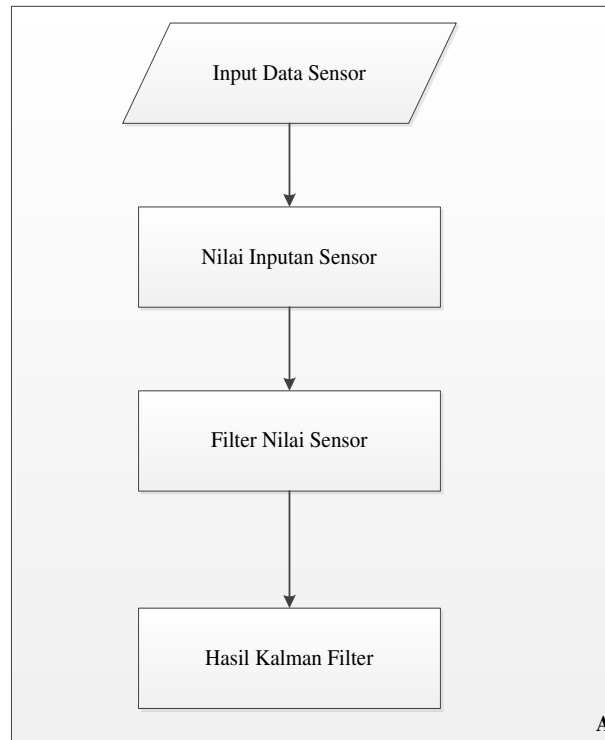 Input Data Sensor
Nilai Inputan Sensor
Filter Nilai Sensor
Hasil Kalman Filter
A